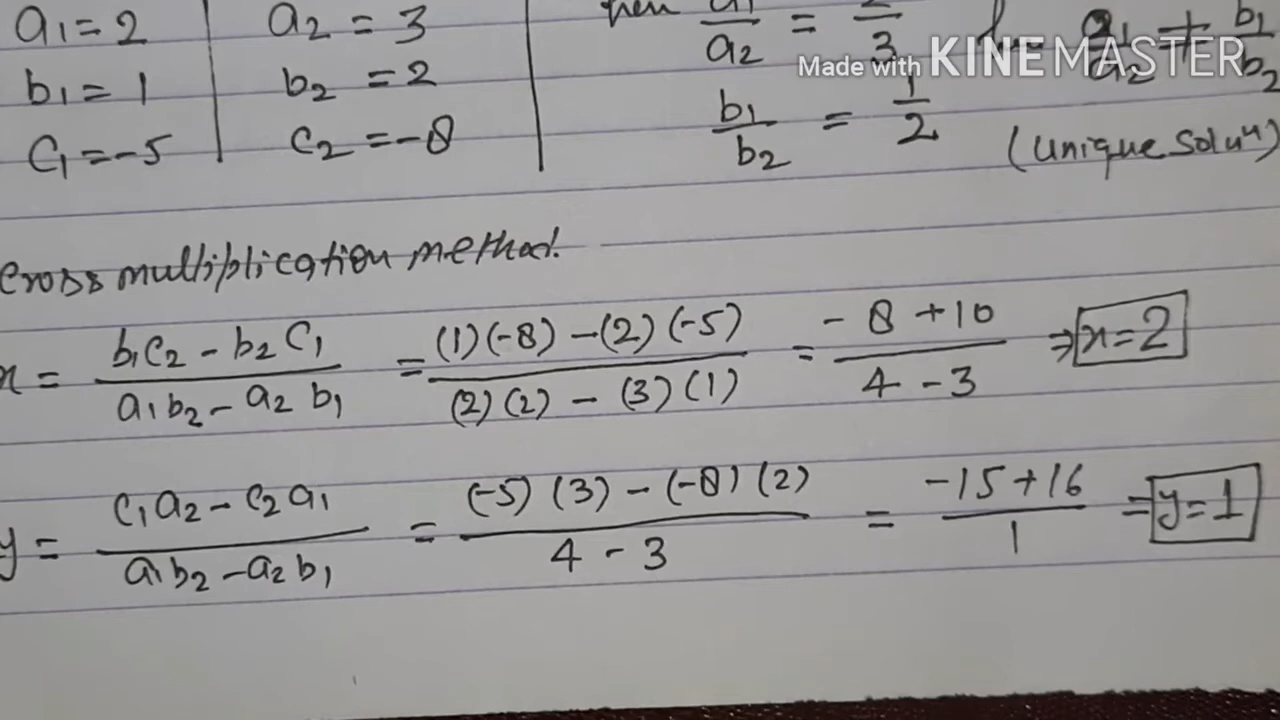 a1 = 2 a2 = 3 a1/a2 = 2/3 a1/a2 ≠ b1/b2
Made with KINEMASTER
b1 = 1 b2 = 2 b1/b2 = 1/2
c1 = -5 c2 = -8 (unique soluⁿ)
Cross multiplication method.
x = b1c2 - b2c1 / a1b2 - a2b1 = (1)(-8) - (2)(-5) / (2)(2) - (3)(1) = -8+10 / 4-3 ⇒ x=2
y = c1a2 - c2a1 / a1b2 - a2b1 = (-5)(3) - (-8)(2) / 4-3 = -15+16 / 1 = y=1